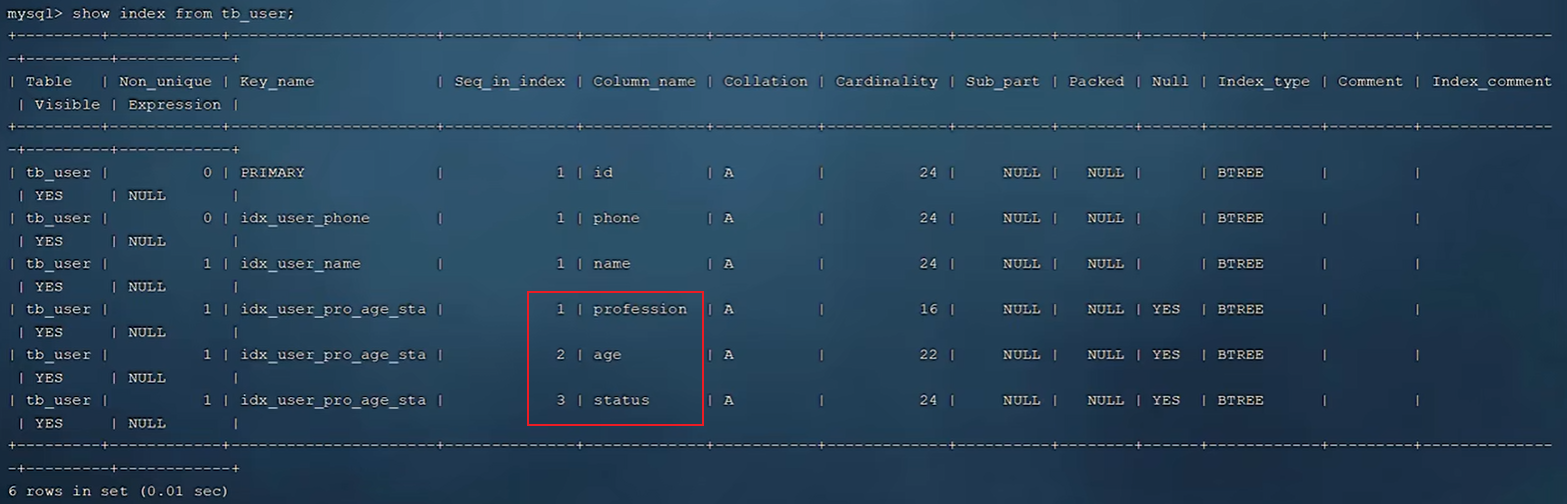 mysql> show index from tb_user;
+---------+------------+--------------------+--------------+-------------+-----------+-------------+----------+--------+------+------------+---------+--------------
-+---------+------------+
| Table   | Non_unique | Key_name             | Seq_in_index | Column_name | Collation | Cardinality | Sub_part | Packed | Null | Index_type | Comment | Index_comment
 | Visible | Expression |
+---------+------------+--------------------+--------------+-------------+-----------+-------------+----------+--------+------+------------+---------+--------------
-+---------+------------+
| tb_user |          0 | PRIMARY              |            1 | id          | A         |          24 |     NULL |   NULL |      | BTREE      |         |
 | YES     | NULL       |
| tb_user |          0 | idx_user_phone       |            1 | phone       | A         |          24 |     NULL |   NULL |      | BTREE      |         |
 | YES     | NULL       |
| tb_user |          1 | idx_user_name        |            1 | name        | A         |          24 |     NULL |   NULL |      | BTREE      |         |
 | YES     | NULL       |
| tb_user |          1 | idx_user_pro_age_sta |            1 | profession  | A         |          16 |     NULL |   NULL | YES  | BTREE      |         |
 | YES     | NULL       |
| tb_user |          1 | idx_user_pro_age_sta |            2 | age         | A         |          22 |     NULL |   NULL | YES  | BTREE      |         |
 | YES     | NULL       |
| tb_user |          1 | idx_user_pro_age_sta |            3 | status      | A         |          24 |     NULL |   NULL | YES  | BTREE      |         |
 | YES     | NULL       |
+---------+------------+--------------------+--------------+-------------+-----------+-------------+----------+--------+------+------------+---------+--------------
-+---------+------------+
6 rows in set (0.01 sec)